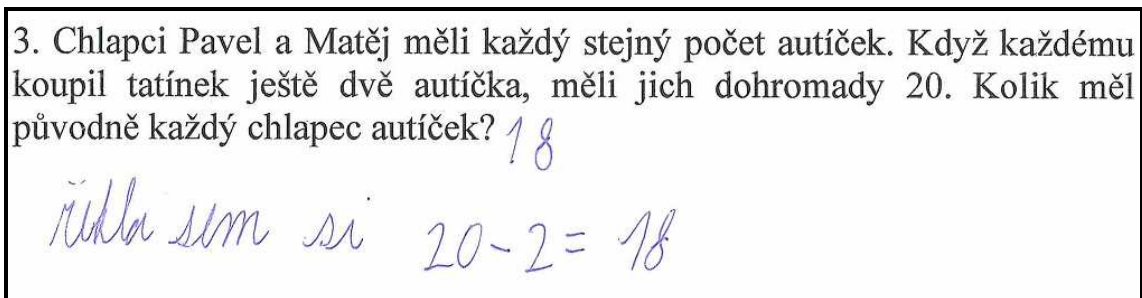 3. Chlapci Pavel a Matěj měli každý stejný počet autíček. Když každému
koupil tatínek ještě dvě autíčka, měli jich dohromady 20. Kolik měl
původně každý chlapec autíček? 18
řikla sem si 20-2= 18